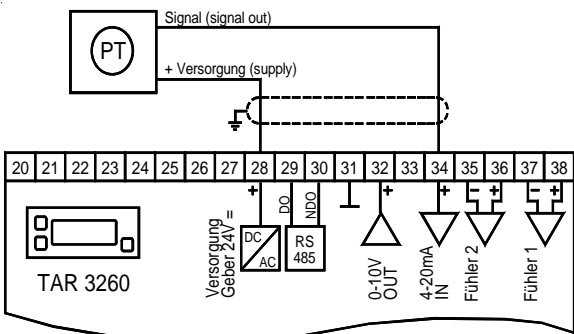 Signal (signal out)
PT
+ Versorgung (supply)
20 21 22 23 24 25 26 27 28 29 30 31 32 33 34 35 36 37 38
+ + + - + - +
Versorgung
Geber 24V =
DO
NDO
DC
AC
RS
485
0-10V
OUT
4-20mA
IN
Fühler 2
Fühler 1
TAR 3260